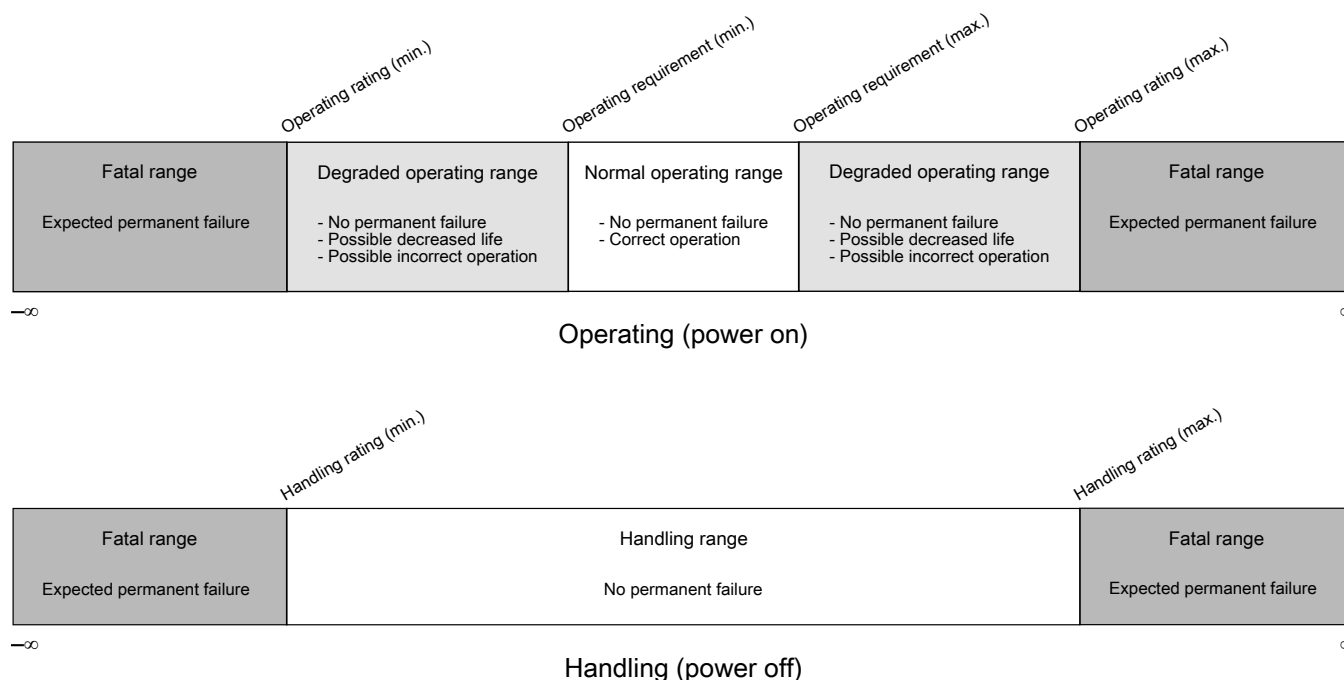 Operating rating (min.)
Operating requirement (min.)
Operating requirement (max.)
Operating rating (max.)
Fatal range
Expected permanent failure
Degraded operating range
- No permanent failure
- Possible decreased life
- Possible incorrect operation
Normal operating range
- No permanent failure
- Correct operation
Degraded operating range
- No permanent failure
- Possible decreased life
- Possible incorrect operation
Fatal range
Expected permanent failure
–∞
Operating (power on)
Handling rating (min.)
Handling rating (max.)
Fatal range
Expected permanent failure
Handling range
No permanent failure
Fatal range
Expected permanent failure
–∞
Handling (power off)